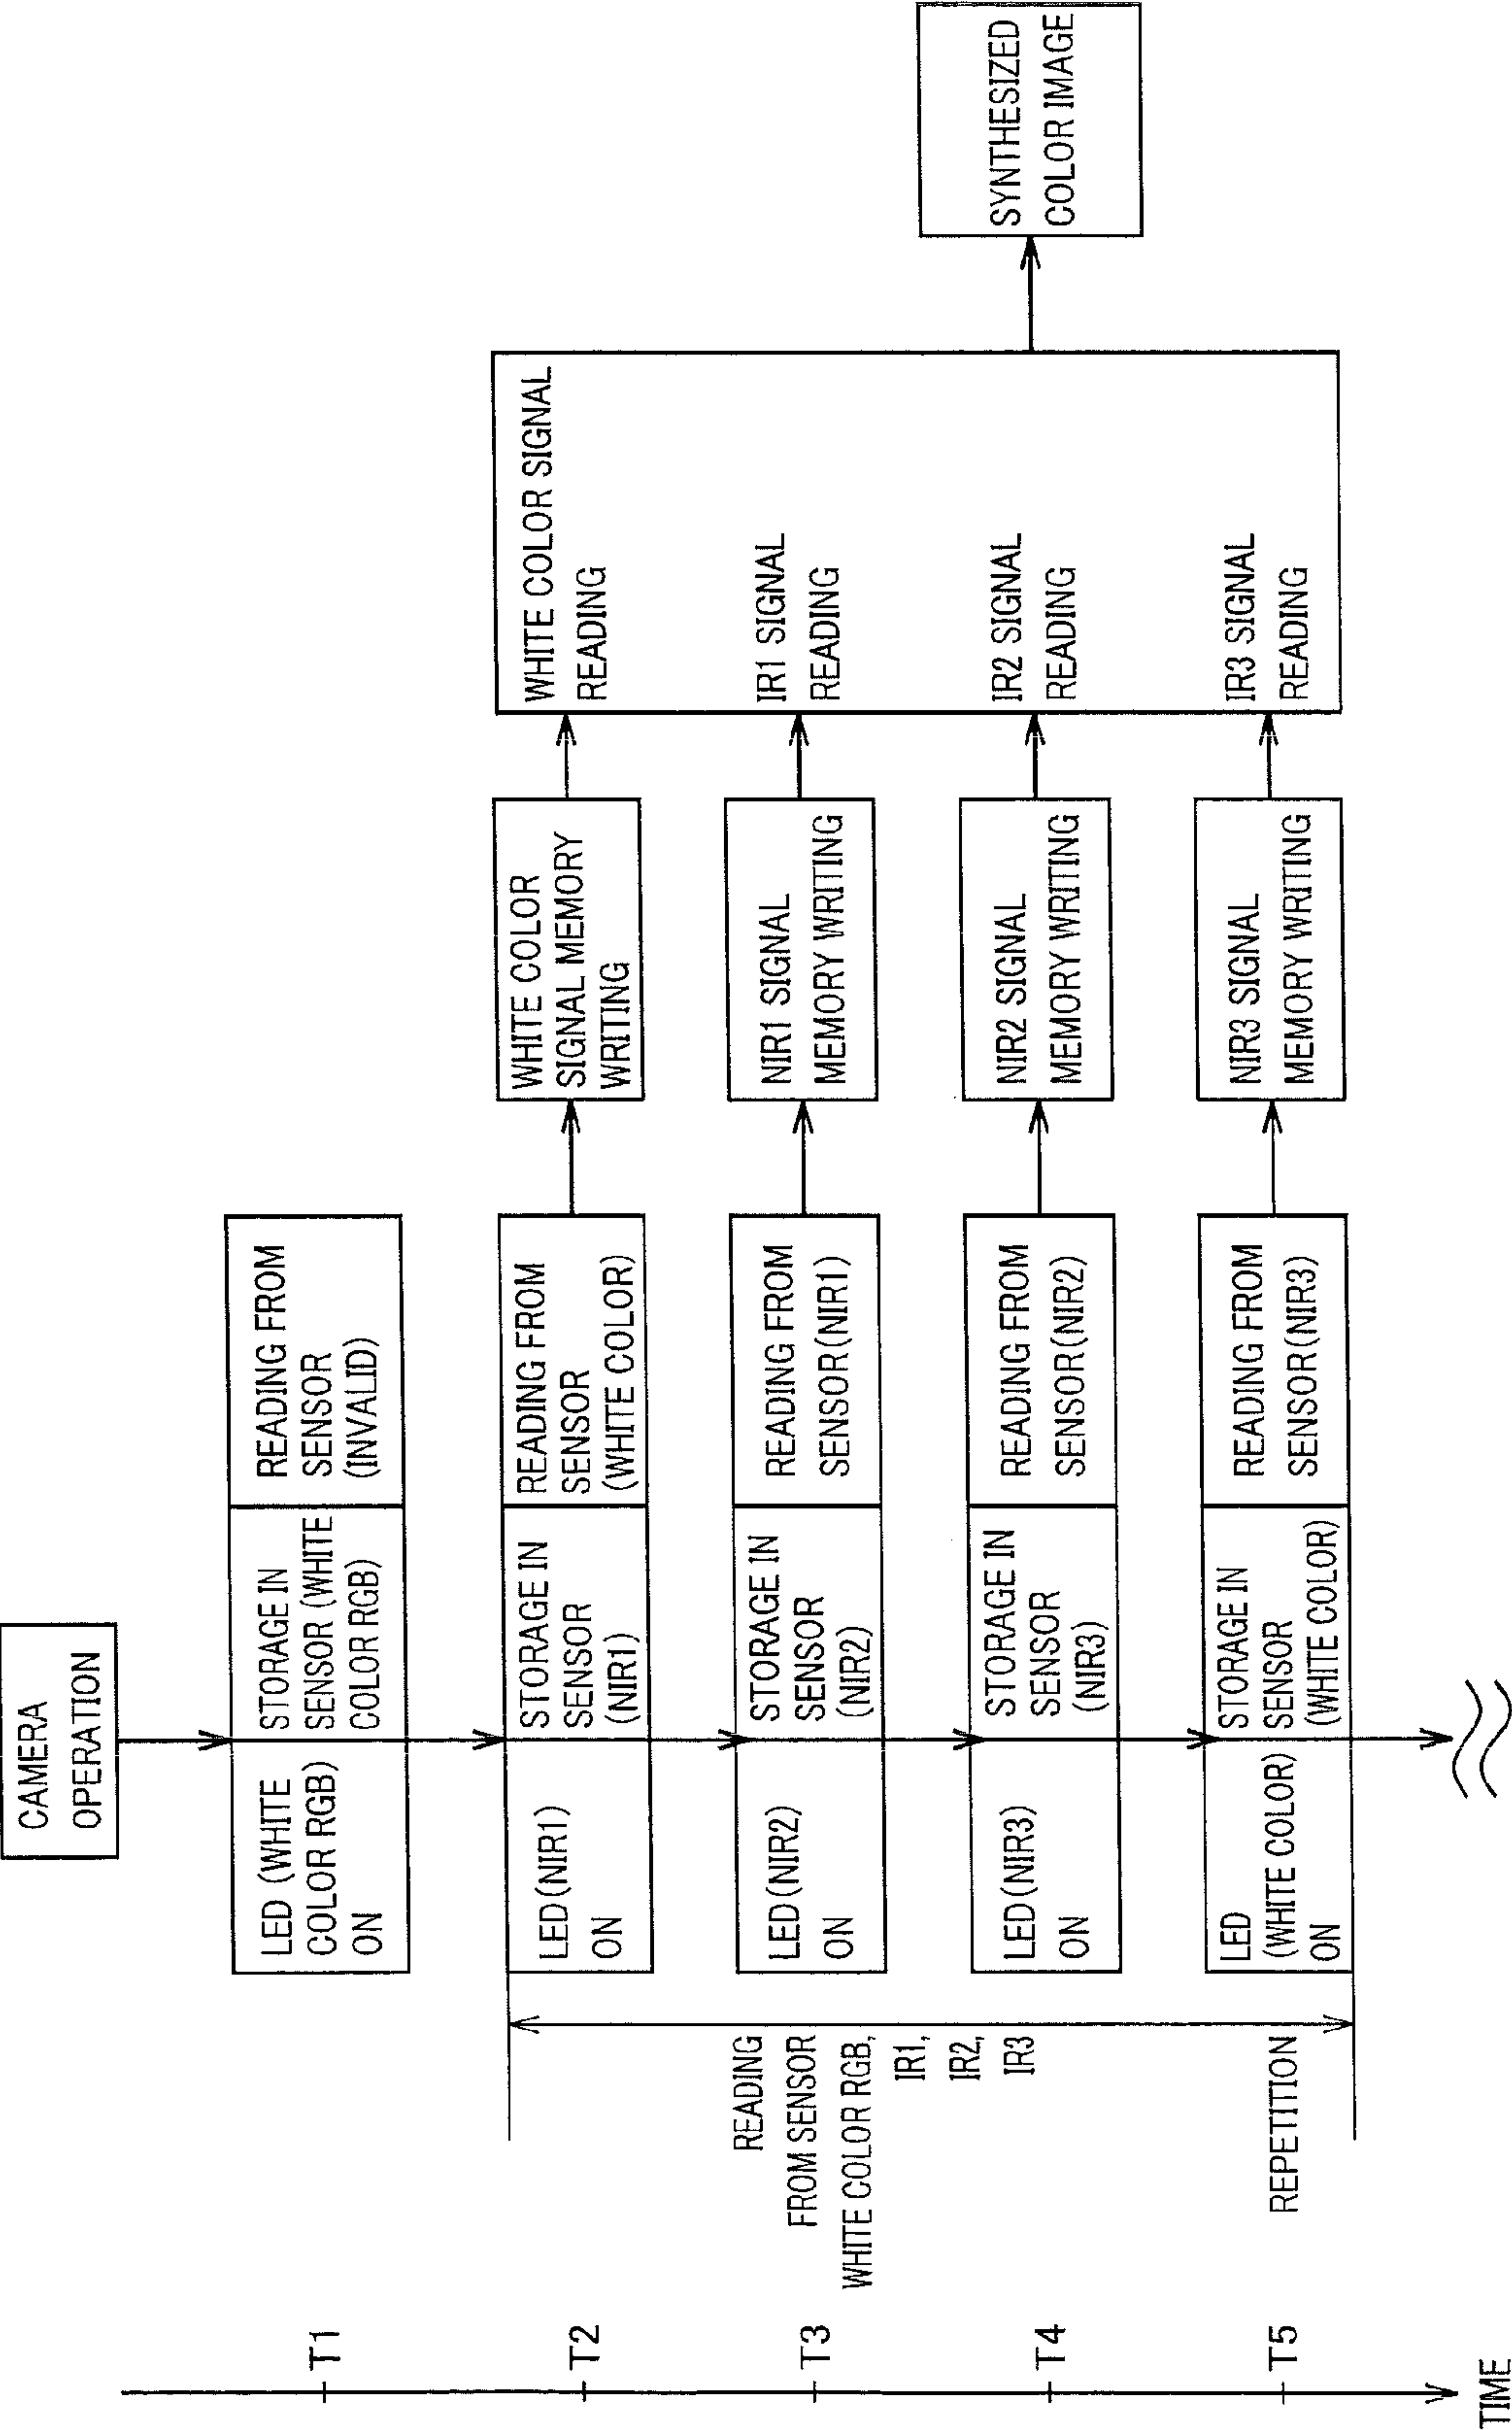 CAMERA
OPERATION
LED (WHITE
COLOR RGB)
ON
STORAGE IN
SENSOR (WHITE
COLOR RGB)
READING FROM
SENSOR
(INVALID)
T1
LED(NIR1)
ON
STORAGE IN
SENSOR
(NIR1)
READING FROM
SENSOR
(WHITE COLOR)
WHITE COLOR
SIGNAL MEMORY
WRITING
WHITE COLOR SIGNAL
READING
T2
LED(NIR2)
ON
STORAGE IN
SENSOR
(NIR2)
READING FROM
SENSOR(NIR1)
NIR1 SIGNAL
MEMORY WRITING
IR1 SIGNAL
READING
T3
READING
FROM SENSOR
WHITE COLOR RGB,
IR1,
IR2,
IR3
LED(NIR3)
ON
STORAGE IN
SENSOR
(NIR3)
READING FROM
SENSOR(NIR2)
NIR2 SIGNAL
MEMORY WRITING
IR2 SIGNAL
READING
SYNTHESIZED
COLOR IMAGE
T4
LED
(WHITE COLOR)
ON
STORAGE IN
SENSOR
(WHITE COLOR)
READING FROM
SENSOR(NIR3)
NIR3 SIGNAL
MEMORY WRITING
IR3 SIGNAL
READING
T5
REPETITION
TIME